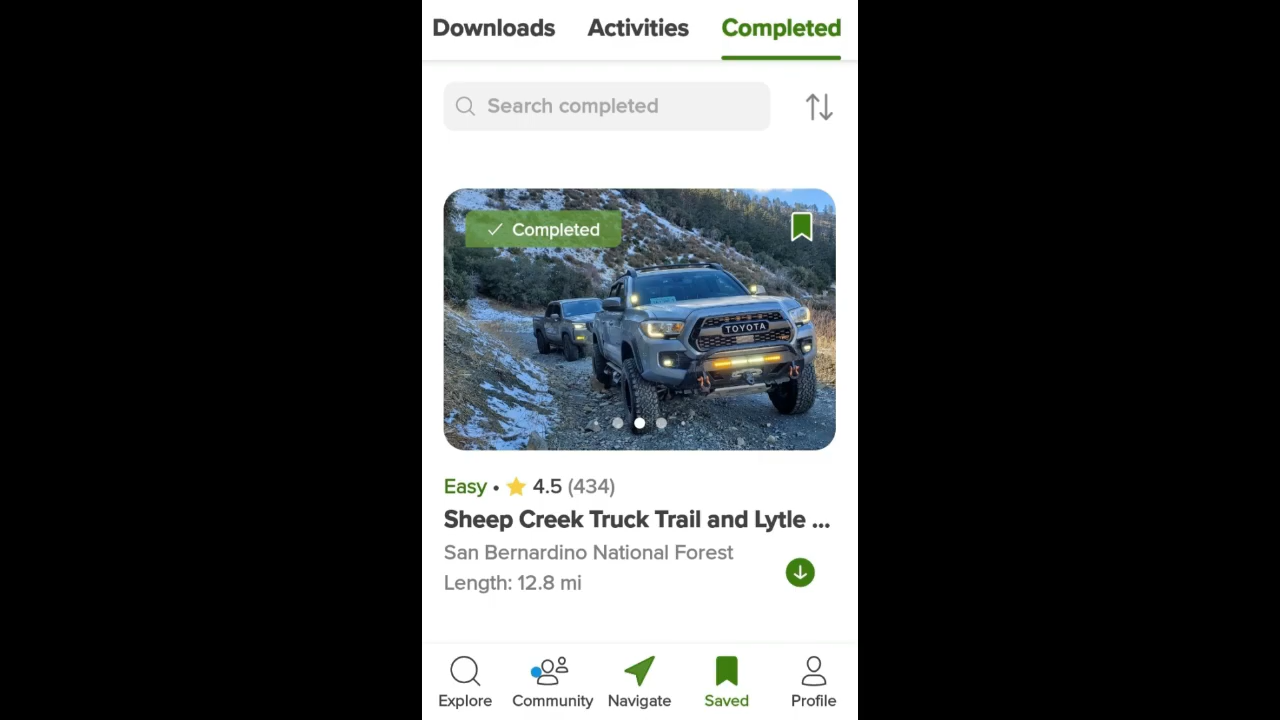 Downloads Activities Completed
Search completed
Completed
TOYOTA
Easy • 4.5 (434)
Sheep Creek Truck Trail and Lytle ...
San Bernardino National Forest
Length: 12.8 mi
Explore Community Navigate Saved Profile